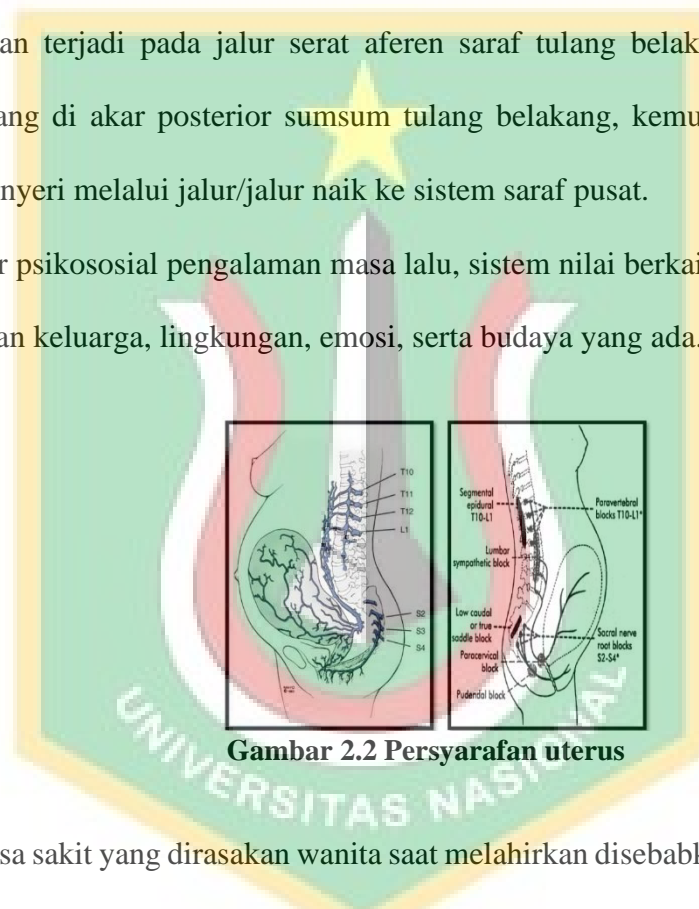 an terjadi pada jalur serat aferen saraf tulang belak
ang di akar posterior sumsum tulang belakang, kemu
nyeri melalui jalur/jalur naik ke sistem saraf pusat.
r psikososial pengalaman masa lalu, sistem nilai berkai
an keluarga, lingkungan, emosi, serta budaya yang ada.
T10
T11
T12
L1
S2
S3
S4
Segmental
epidural
T10-L1
Paravertebral
blocks T10-L1*
Lumbar
sympathetic block
Low caudal
or true
saddle block
Paracervical
block
Pudendal block
Sacral nerve
root blocks
S2-S4*
Gambar 2.2 Persyarafan uterus
UNIVERSITAS NASIONAL
sa sakit yang dirasakan wanita saat melahirkan disebabk